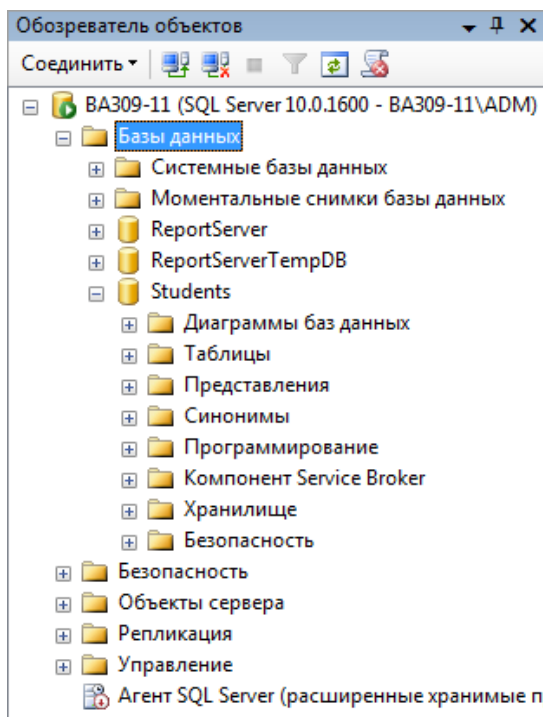 Обозреватель объектов
Соединить
BA309-11 (SQL Server 10.0.1600 - BA309-11\ADM)
Базы данных
Системные базы данных
Моментальные снимки базы данных
ReportServer
ReportServerTempDB
Students
Диаграммы баз данных
Таблицы
Представления
Синонимы
Программирование
Компонент Service Broker
Хранилище
Безопасность
Безопасность
Объекты сервера
Репликация
Управление
Агент SQL Server (расширенные хранимые п